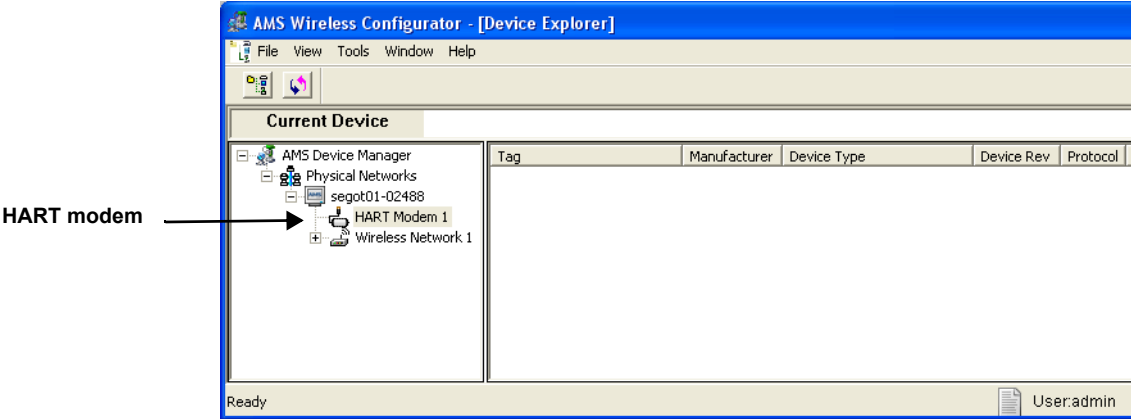 AMS Wireless Configurator - [Device Explorer]
File View Tools Window Help
Current Device
AMS Device Manager
Physical Networks
segot01-02488
HART Modem 1
Wireless Network 1
Tag Manufacturer Device Type Device Rev Protocol
HART modem
Ready User:admin